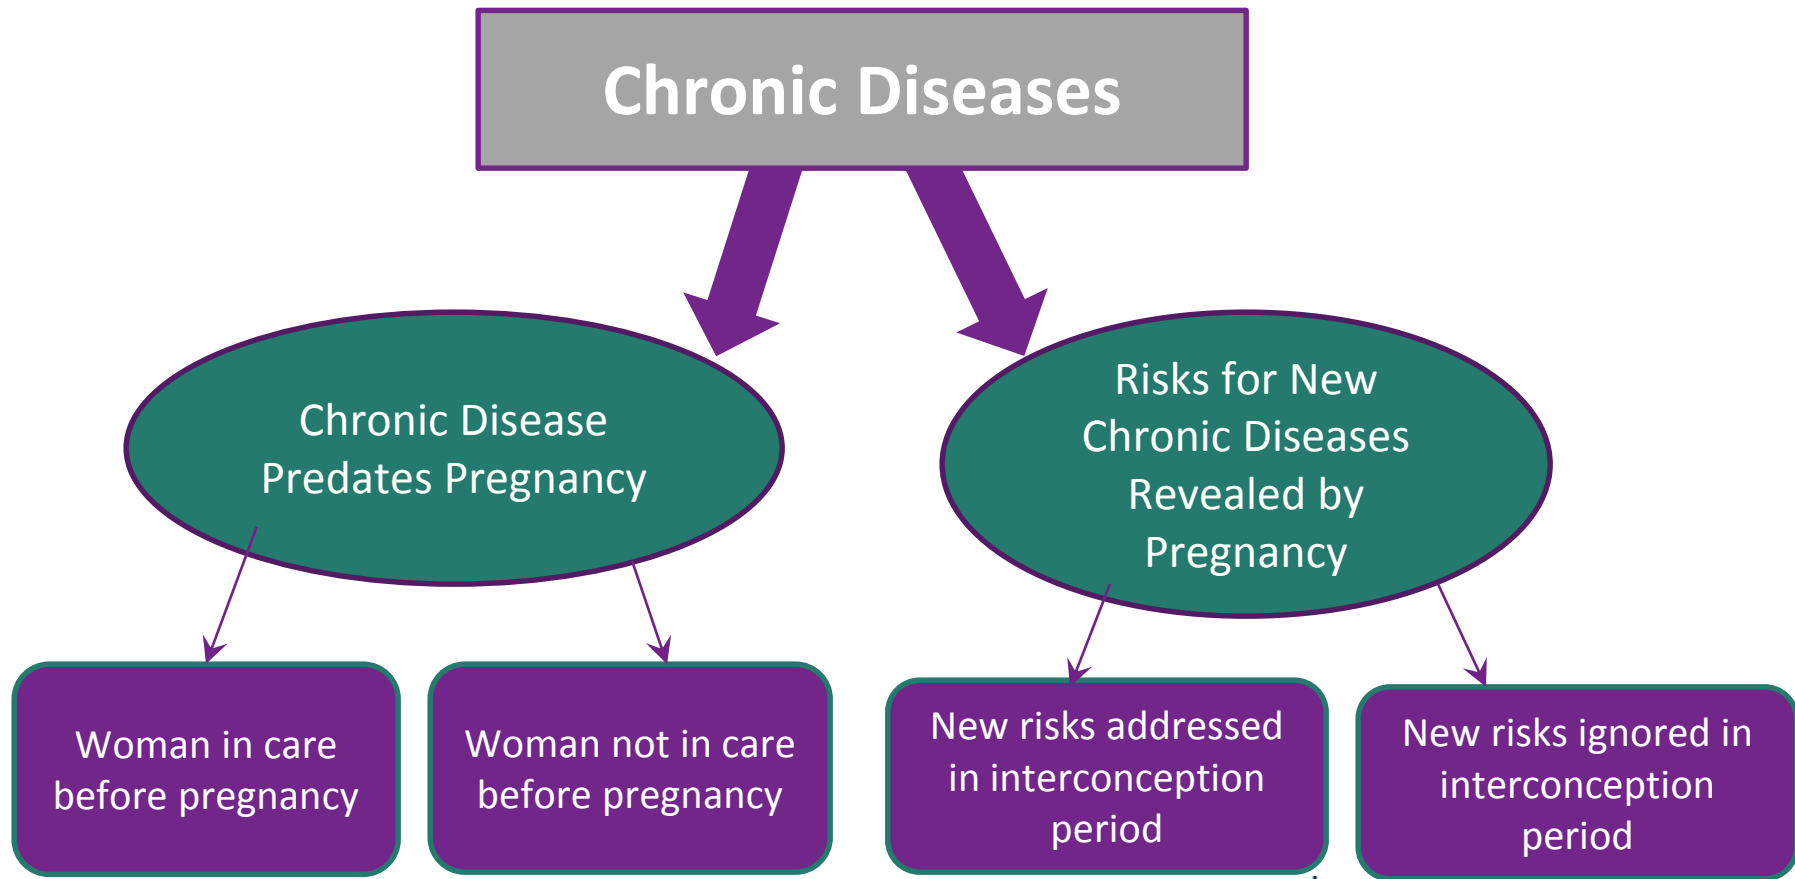 Chronic Diseases
Chronic Disease
Predates Pregnancy
Risks for New
Chronic Diseases
Revealed by
Pregnancy
Woman in care
before pregnancy
Woman not in care
before pregnancy
New risks addressed
in interconception
period
New risks ignored in
interconception
period